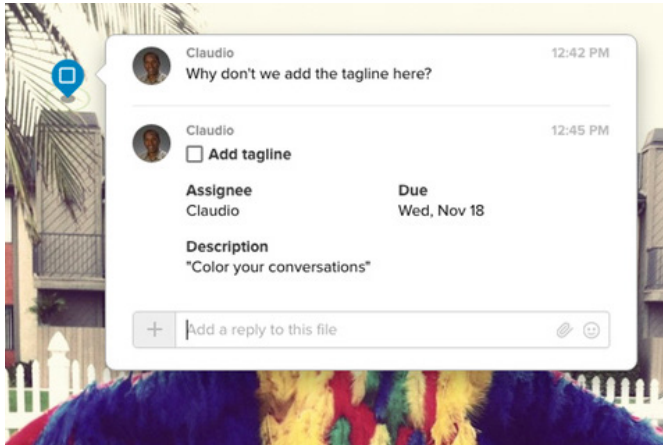 Claudio 12:42 PM
Why don't we add the tagline here?
Claudio 12:45 PM
Add tagline
Assignee Due
Claudio Wed, Nov 18
Description
"Color your conversations"
Add a reply to this file